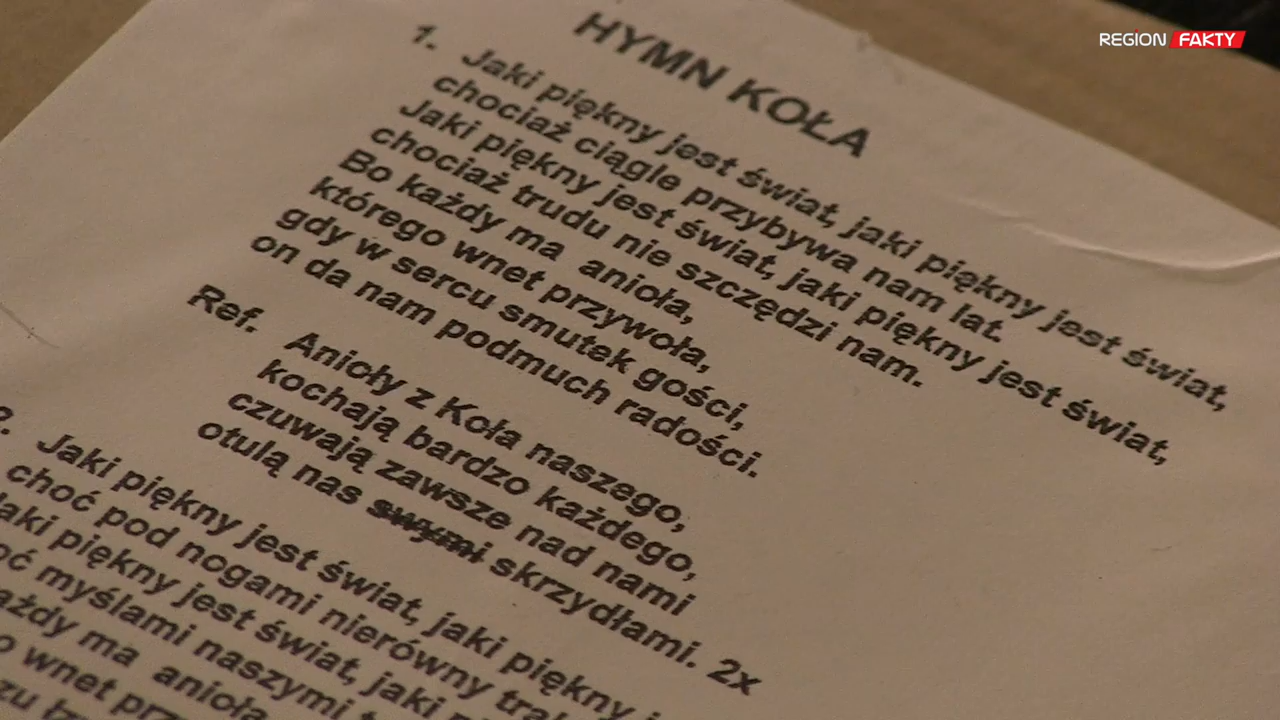 REGION FAKTY
HYMN KOŁA
1. Jaki piękny jest świat, jaki piękny jest świat,
chociaż ciągle przybywa nam lat.
Jaki piękny jest świat, jaki piękny jest świat,
chociaż trudu nie szczędzi nam.
Bo każdy ma anioła,
którego wnet przywoła,
gdy w sercu smutek gości,
on da nam podmuch radości.
Ref. Anioły z Koła naszego,
kochają bardzo każdego,
czuwają zawsze nad nami
otulą nas swymi skrzydłami. 2x
2. Jaki piękny jest świat, jaki piękny
choć pod nogami nierówny
Jaki piękny jest świat, jaki
myślami naszymi
ma anioła
wnet